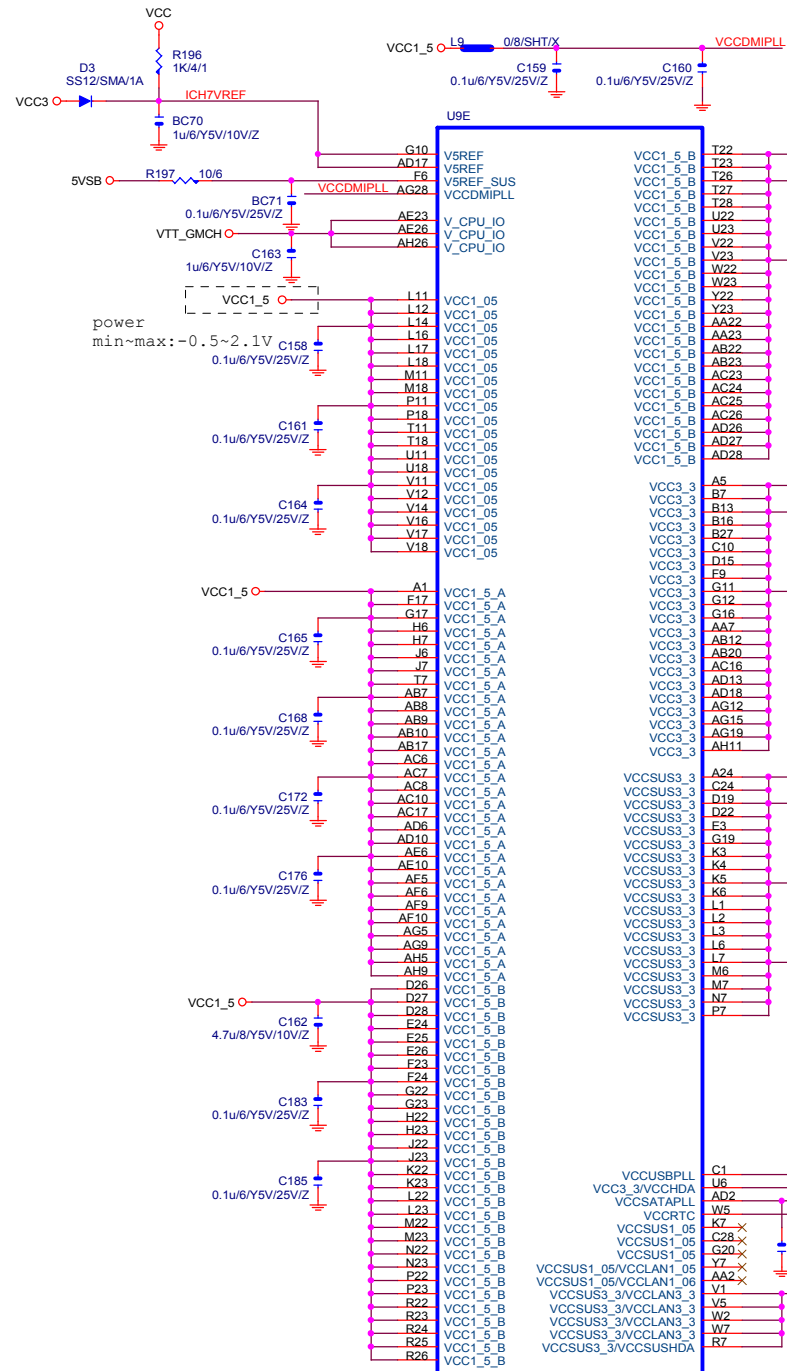 VCC
R196
1K/4/1
D3
SS12/SMA/1A
VCC3
ICH7VREF
BC70
1u/6/Y5V/10V/Z
VCC1_5
L9
0/8/SHT/X
VCCDMIPLL
C159
0.1u/6/Y5V/25V/Z
C160
0.1u/6/Y5V/25V/Z
U9E
5VSB
R197
10/6
VCCDMIPLL
BC71
0.1u/6/Y5V/25V/Z
VTT_GMCH
C163
1u/6/Y5V/10V/Z
VCC1_5
power
min~max:-0.5~2.1V
C158
0.1u/6/Y5V/25V/Z
C161
0.1u/6/Y5V/25V/Z
C164
0.1u/6/Y5V/25V/Z
VCC1_5
C165
0.1u/6/Y5V/25V/Z
C168
0.1u/6/Y5V/25V/Z
C172
0.1u/6/Y5V/25V/Z
C176
0.1u/6/Y5V/25V/Z
VCC1_5
C162
4.7u/8/Y5V/10V/Z
C183
0.1u/6/Y5V/25V/Z
C185
0.1u/6/Y5V/25V/Z
G10 V5REF
AD17 V5REF
F6 V5REF_SUS
AG28 VCCDMIPLL
AE23 V_CPU_IO
AE26 V_CPU_IO
AH26 V_CPU_IO
L11 VCC1_05
L12 VCC1_05
L14 VCC1_05
L16 VCC1_05
L17 VCC1_05
L18 VCC1_05
M11 VCC1_05
M18 VCC1_05
P11 VCC1_05
P18 VCC1_05
T11 VCC1_05
T18 VCC1_05
U11 VCC1_05
U18 VCC1_05
V11 VCC1_05
V12 VCC1_05
V14 VCC1_05
V16 VCC1_05
V17 VCC1_05
V18 VCC1_05
A1 VCC1_5_A
F17 VCC1_5_A
G17 VCC1_5_A
H6 VCC1_5_A
H7 VCC1_5_A
J6 VCC1_5_A
J7 VCC1_5_A
T7 VCC1_5_A
AB7 VCC1_5_A
AB8 VCC1_5_A
AB9 VCC1_5_A
AB10 VCC1_5_A
AB17 VCC1_5_A
AC6 VCC1_5_A
AC7 VCC1_5_A
AC8 VCC1_5_A
AC10 VCC1_5_A
AC17 VCC1_5_A
AD6 VCC1_5_A
AD10 VCC1_5_A
AE6 VCC1_5_A
AE10 VCC1_5_A
AF5 VCC1_5_A
AF6 VCC1_5_A
AF9 VCC1_5_A
AF10 VCC1_5_A
AG5 VCC1_5_A
AG9 VCC1_5_A
AH5 VCC1_5_A
AH9 VCC1_5_A
D26 VCC1_5_B
D27 VCC1_5_B
D28 VCC1_5_B
E24 VCC1_5_B
E25 VCC1_5_B
E26 VCC1_5_B
F23 VCC1_5_B
F24 VCC1_5_B
G22 VCC1_5_B
G23 VCC1_5_B
H22 VCC1_5_B
H23 VCC1_5_B
J22 VCC1_5_B
J23 VCC1_5_B
K22 VCC1_5_B
K23 VCC1_5_B
L22 VCC1_5_B
L23 VCC1_5_B
M22 VCC1_5_B
M23 VCC1_5_B
N22 VCC1_5_B
N23 VCC1_5_B
P22 VCC1_5_B
P23 VCC1_5_B
R22 VCC1_5_B
R23 VCC1_5_B
R24 VCC1_5_B
R25 VCC1_5_B
R26 VCC1_5_B
VCC1_5_B T22
VCC1_5_B T23
VCC1_5_B T26
VCC1_5_B T27
VCC1_5_B T28
VCC1_5_B U22
VCC1_5_B U23
VCC1_5_B V22
VCC1_5_B V23
VCC1_5_B W22
VCC1_5_B W23
VCC1_5_B Y22
VCC1_5_B Y23
VCC1_5_B AA22
VCC1_5_B AA23
VCC1_5_B AB22
VCC1_5_B AB23
VCC1_5_B AC23
VCC1_5_B AC24
VCC1_5_B AC25
VCC1_5_B AC26
VCC1_5_B AD26
VCC1_5_B AD27
VCC1_5_B AD28
VCC3_3 A5
VCC3_3 B7
VCC3_3 B13
VCC3_3 B16
VCC3_3 B27
VCC3_3 C10
VCC3_3 D15
VCC3_3 F9
VCC3_3 G11
VCC3_3 G12
VCC3_3 G16
VCC3_3 AA7
VCC3_3 AB12
VCC3_3 AB20
VCC3_3 AC16
VCC3_3 AD13
VCC3_3 AD18
VCC3_3 AG12
VCC3_3 AG15
VCC3_3 AG19
VCC3_3 AH11
VCCSUS3_3 A24
VCCSUS3_3 C24
VCCSUS3_3 D19
VCCSUS3_3 D22
VCCSUS3_3 E3
VCCSUS3_3 G19
VCCSUS3_3 K3
VCCSUS3_3 K4
VCCSUS3_3 K5
VCCSUS3_3 K6
VCCSUS3_3 L1
VCCSUS3_3 L2
VCCSUS3_3 L3
VCCSUS3_3 L6
VCCSUS3_3 L7
VCCSUS3_3 M6
VCCSUS3_3 M7
VCCSUS3_3 N7
VCCSUS3_3 P7
VCCUSBPLL C1
VCC3_3/VCCHDA U6
VCCSATAPLL AD2
VCCRTC W5
VCCSUS1_05 K7
VCCSUS1_05 C28
VCCSUS1_05 G20
VCCSUS1_05/VCCLAN1_05 Y7
VCCSUS1_05/VCCLAN1_06 AA2
VCCSUS3_3/VCCLAN3_3 V1
VCCSUS3_3/VCCLAN3_3 V5
VCCSUS3_3/VCCLAN3_3 W2
VCCSUS3_3/VCCLAN3_3 W7
VCCSUS3_3/VCCSUSHDA R7